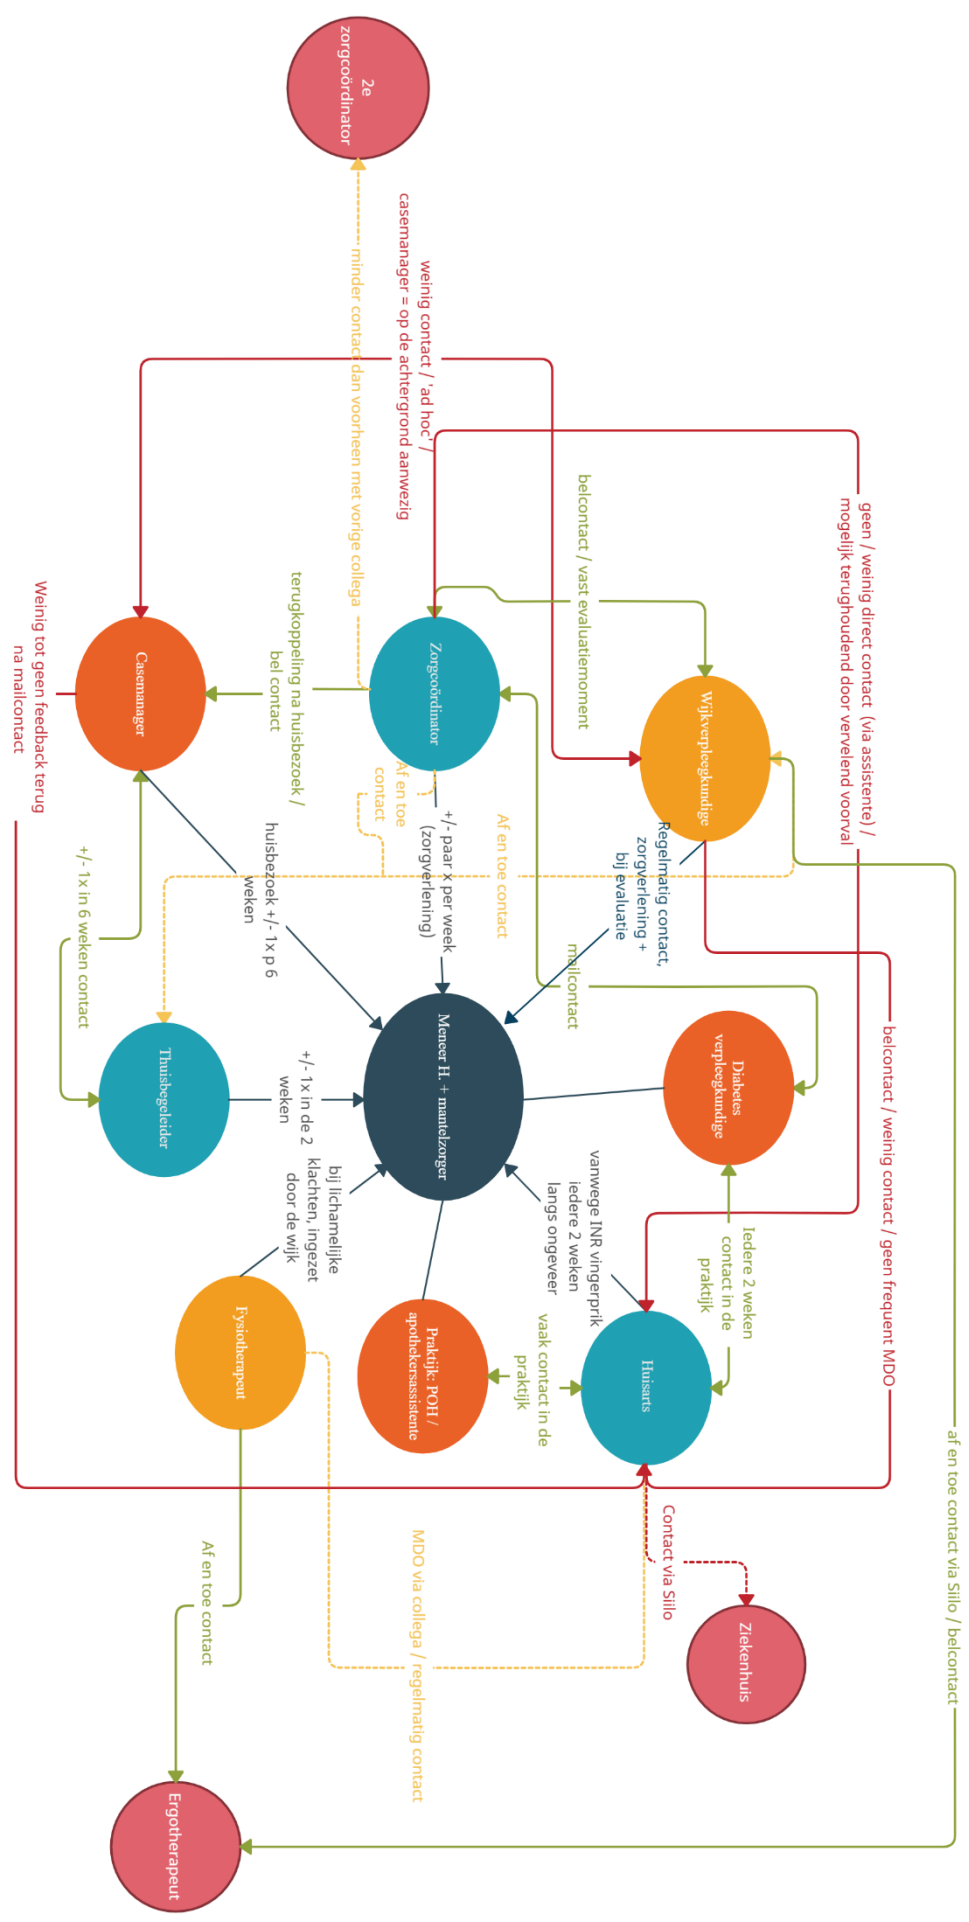 2e
zorgcoördinator
weinig contact / 'ad hoc' /
casemanager = op de achtergrond aanwezig
minder contact dan voorheen met vorige collega
geen / weinig direct contact (via assistente) /
mogelijk terughoudend door vervelend voorval
belcontact / vast evaluatiemoment
Wijkverpleegkundige
Zorgcoördinator
terugkoppeling na huisbezoek /
bel contact
Casemanager
Weinig tot geen feedback terug
na mailcontact
Af en toe
contact
+/- paar x per week
(zorgverlening)
Af en toe contact
Regelmatig contact,
zorgverlening +
bij evaluatie
huisbezoek +/- 1x p 6
weken
+/- 1x in 6 weken contact
mailcontact
belcontact / weinig contact / geen frequent MDO
Diabetes
verpleegkundige
Meneer H. + mantelzorger
Thuisbegeleider
+/- 1x in de 2
weken
bij lichamelijke
klachten, ingezet
door de wijk
vanwege INR vingerprik
iedere 2 weken
langs ongeveer
Iedere 2 weken
contact in de
praktijk
Huisarts
vaak contact in de
praktijk
Praktijk: POH /
apothekersassistente
Fysiotherapeut
af en toe contact via Siilo / belcontact
Contact via Siilo
Ziekenhuis
MDO via collega / regelmatig contact
Af en toe contact
Ergotherapeut